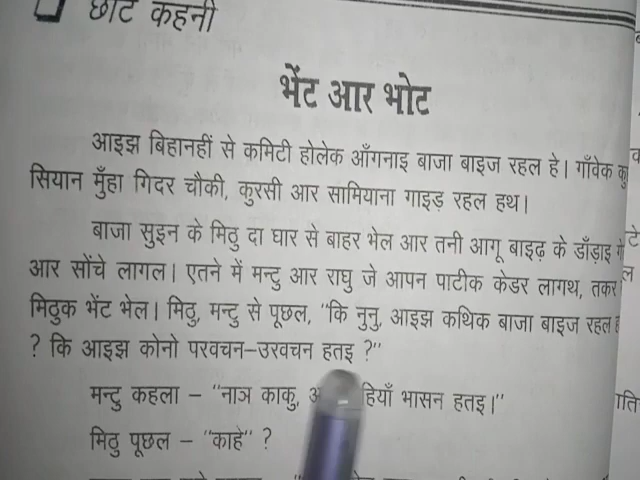 छोट कहनी
भेंट आर भोट
आइझ बिहानहीं से कमिटी होलेक आँगनाइ बाजा बाइज रहल हे। गाँवेक
सियान मुँहा गिदर चौकी, कुरसी आर सामियाना गाइड़ रहल हथ।
बाजा सुइन के मिठु दा घार से बाहर भेल आर तनी आगू बाइढ़ के डाँड़ाइ
आर सोंचे लागल। एतने में मन्टु आर राघु जे आपन पाटीक केडर लागथ, तकर
मिठुक भेंट भेल। मिठु, मन्टु से पूछल, "कि नुनु, आइझ कथिक बाजा बाइज रहल
? कि आइझ कोनो परवचन-उरवचन हतइ ?"
मन्टु कहला – "नाञ काकु, हियाँ भासन हतइ।"
मिठु पूछल – "काहे" ?